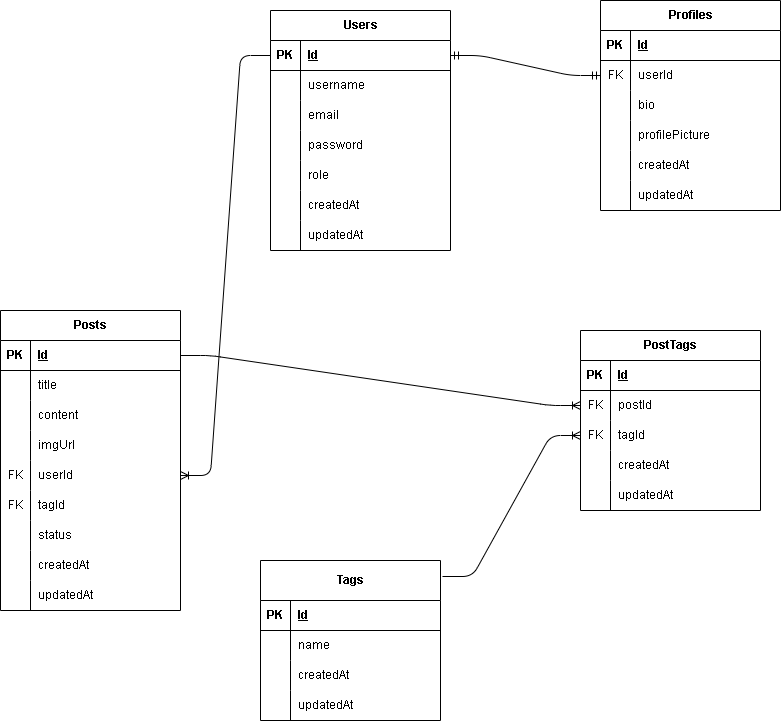 Users
PK Id
username
email
password
role
createdAt
updatedAt
Profiles
PK Id
FK userId
bio
profilePicture
createdAt
updatedAt
Posts
PK Id
title
content
imgUrl
FK userId
FK tagId
status
createdAt
updatedAt
PostTags
PK Id
FK postId
FK tagId
createdAt
updatedAt
Tags
PK Id
name
createdAt
updatedAt